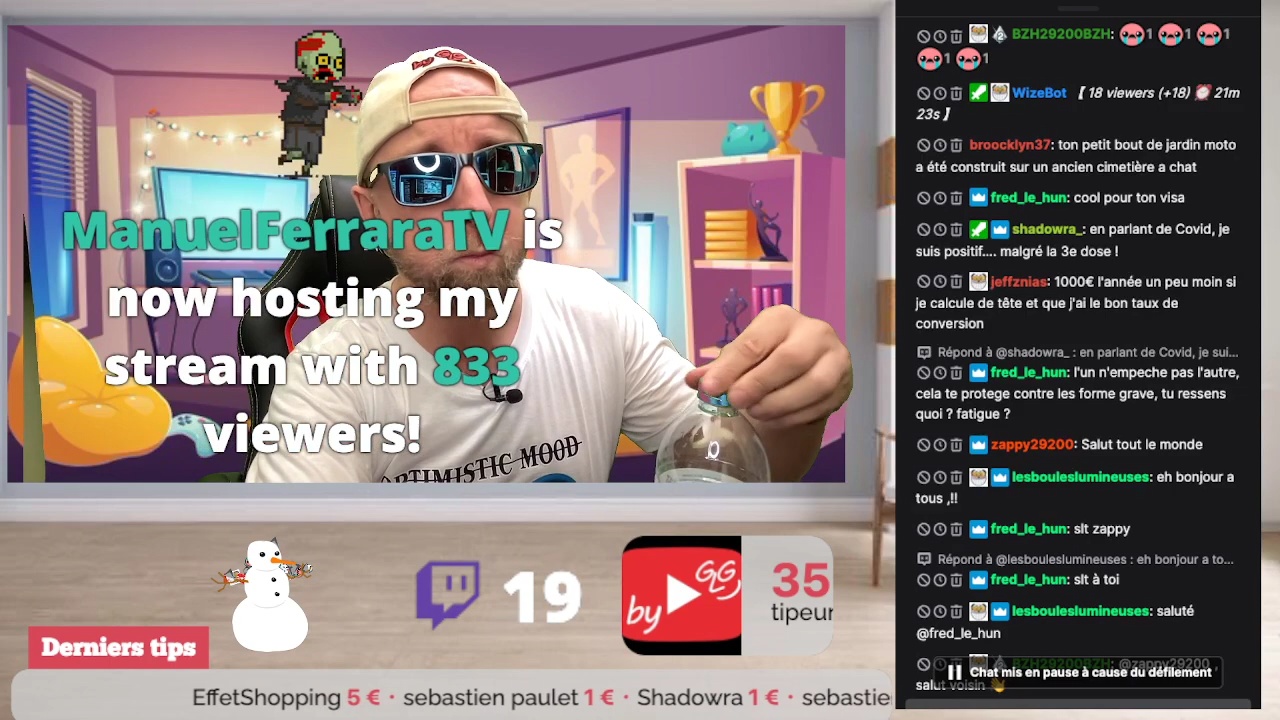 ManuelFerraraTV is
now hosting my
stream with 833
viewers!
OPTIMISTIC MOOD
19
by GG
35
tipeur
Derniers tips
EffetShopping 5 € · sebastien paulet 1 € · Shadowra 1 € · sebastie
BZH29200BZH: 1 1 1
1 1
WizeBot 【 18 viewers (+18) ⏰ 21m
23s 】
broocklyn37: ton petit bout de jardin moto
a été construit sur un ancien cimetière a chat
fred_le_hun: cool pour ton visa
shadowra_: en parlant de Covid, je
suis positif.... malgré la 3e dose !
jeffznias: 1000€ l'année un peu moin si
je calcule de tête et que j'ai le bon taux de
conversion
Répond à @shadowra_ : en parlant de Covid, je sui...
fred_le_hun: l'un n'empeche pas l'autre,
cela te protege contre les forme grave, tu ressens
quoi ? fatigue ?
zappy29200: Salut tout le monde
lesbouleslumineuses: eh bonjour a
tous ,!!
fred_le_hun: slt zappy
Répond à @lesbouleslumineuses : eh bonjour a to...
fred_le_hun: slt à toi
lesbouleslumineuses: saluté
@fred_le_hun
BZH29200BZH: @zappy29200
salut voisin 👋
Chat mis en pause à cause du défilement